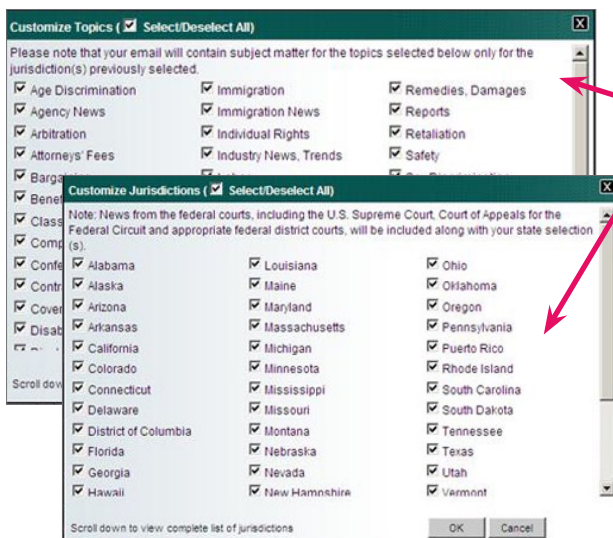 Customize Topics ( Select/Deselect All)
Please note that your email will contain subject matter for the topics selected below only for the
jurisdiction(s) previously selected.
Age Discrimination Immigration Remedies, Damages
Agency News Immigration News Reports
Arbitration Individual Rights Retaliation
Attorneys' Fees Industry News, Trends Safety
Customize Jurisdictions ( Select/Deselect All)
Note: News from the federal courts, including the U.S. Supreme Court, Court of Appeals for the
Federal Circuit and appropriate federal district courts, will be included along with your state selection
(s).
Alabama Louisiana Ohio
Alaska Maine Oklahoma
Arizona Maryland Oregon
Arkansas Massachusetts Pennsylvania
California Michigan Puerto Rico
Colorado Minnesota Rhode Island
Connecticut Mississippi South Carolina
Delaware Missouri South Dakota
District of Columbia Montana Tennessee
Florida Nebraska Texas
Georgia Nevada Utah
Hawaii New Hampshire Vermont
Scroll down to view complete list of jurisdictions OK Cancel